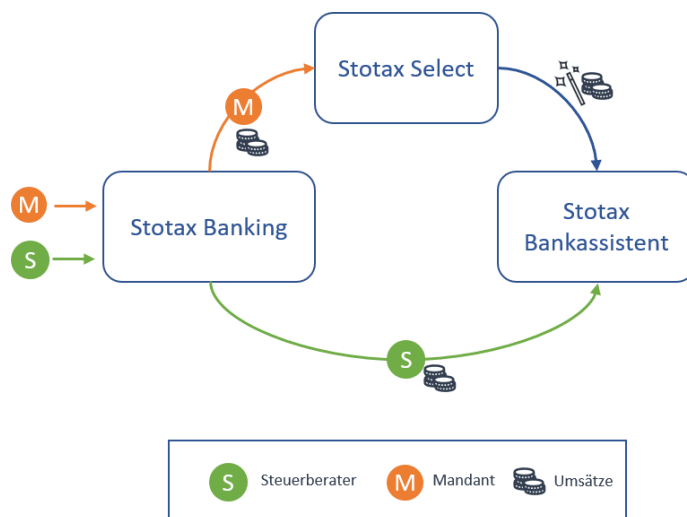 Stotax Select
M
M
Stotax Banking
Stotax
Bankassistent
S
S
S Steuerberater M Mandant Umsätze